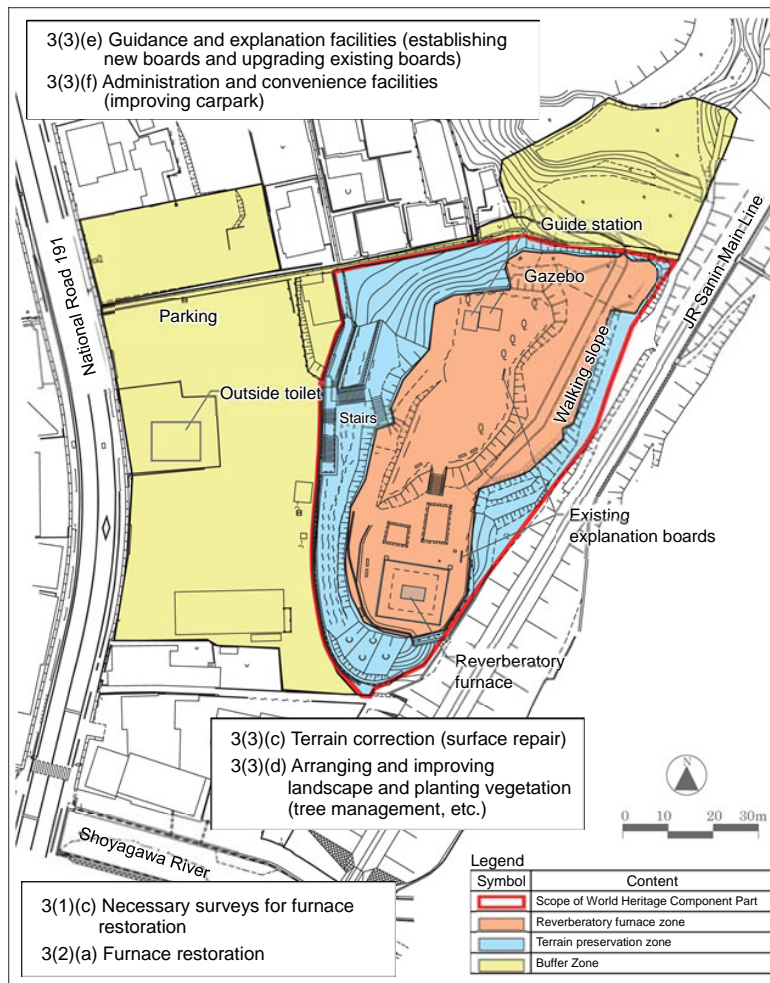 3(3)(e) Guidance and explanation facilities (establishing
new boards and upgrading existing boards)
3(3)(f) Administration and convenience facilities
(improving carpark)
Guide station
Gazebo
JR Sanin Main Line
National Road 191
Parking
Walking slope
Outside toilet
Stairs
Existing
explanation boards
Reverberatory
furnace
3(3)(c) Terrain correction (surface repair)
3(3)(d) Arranging and improving
landscape and planting vegetation
(tree management, etc.)
N
0 10 20 30m
Shoyagawa River
3(1)(c) Necessary surveys for furnace
restoration
3(2)(a) Furnace restoration
Legend
Symbol Content
Scope of World Heritage Component Part
Reverberatory furnace zone
Terrain preservation zone
Buffer Zone